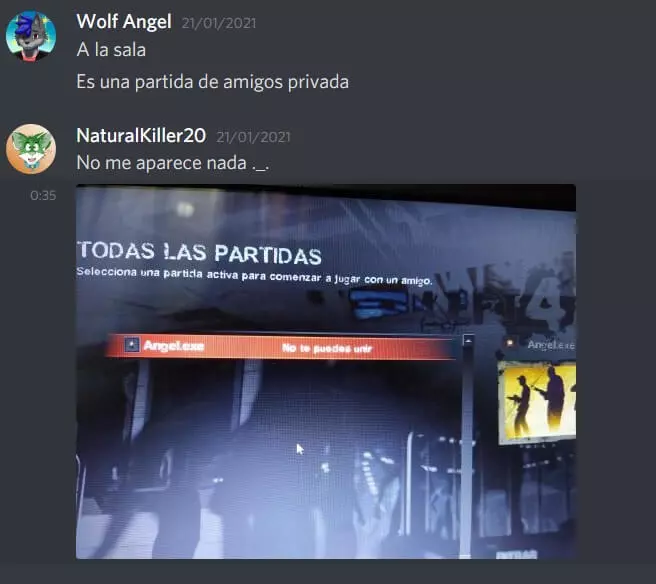 Wolf Angel 21/01/2021
A la sala
Es una partida de amigos privada
NaturalKiller20 21/01/2021
No me aparece nada ._.
0:35
TODAS LAS PARTIDAS
Selecciona una partida activa para comenzar a jugar con un amigo.
Angel.exe No te puedes unir
Angel.exe
ENTRAR